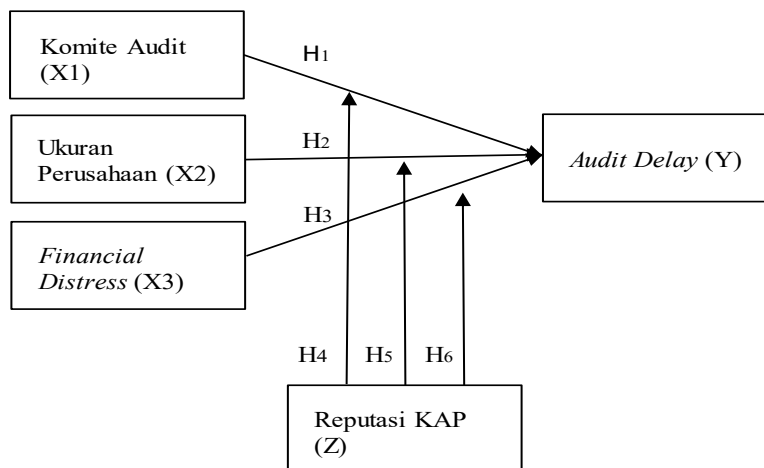 Komite Audit
(X1)
H1
Ukuran
Perusahaan (X2)
H2
Audit Delay (Y)
H3
Financial
Distress (X3)
H4
H5
H6
Reputasi KAP
(Z)